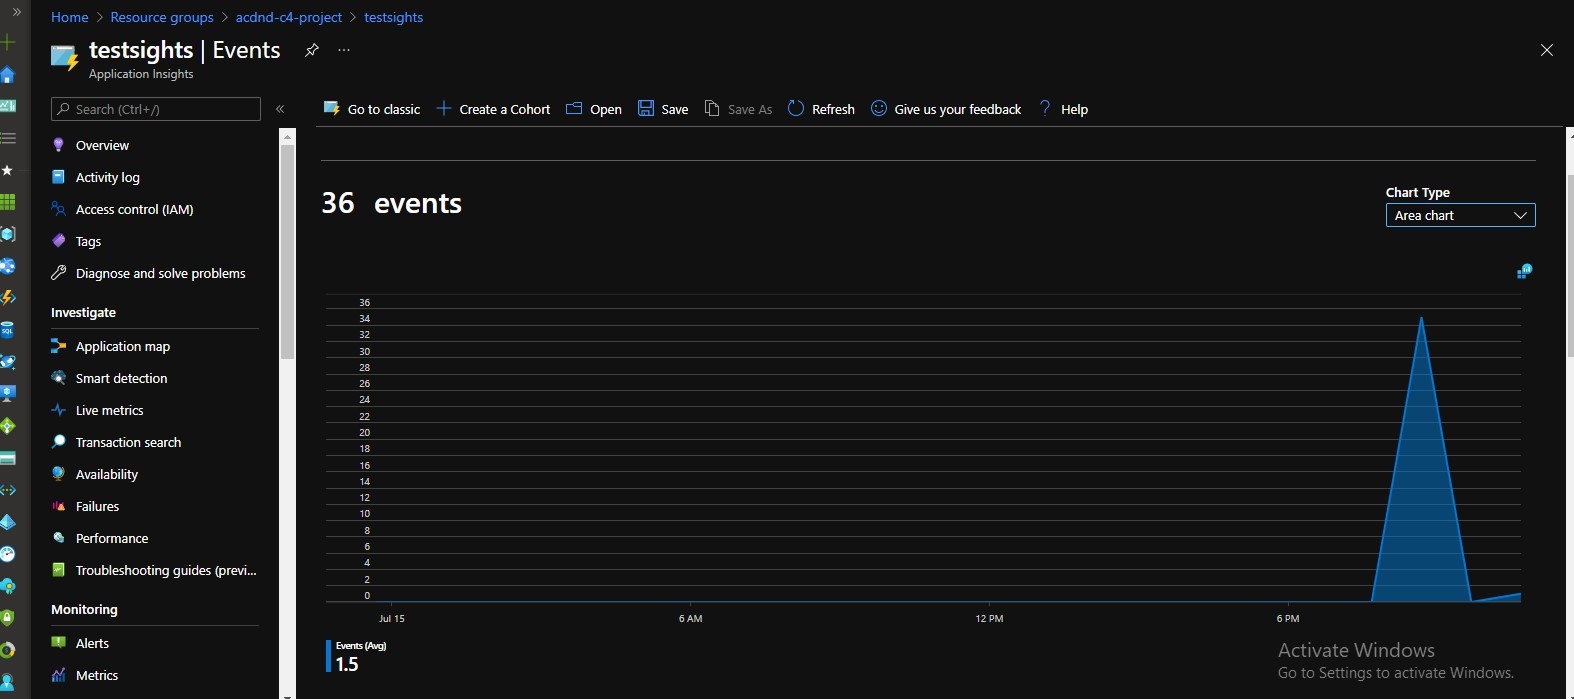 Home > Resource groups > acdnd-c4-project > testsights
testsights | Events
Application Insights
Search (Ctrl+/)
Overview
Activity log
Access control (IAM)
Tags
Diagnose and solve problems
Investigate
Application map
Smart detection
Live metrics
Transaction search
Availability
Failures
Performance
Troubleshooting guides (previ...
Monitoring
Alerts
Metrics
Go to classic Create a Cohort Open Save Save As Refresh Give us your feedback ? Help
36 events
Chart Type
Area chart
36
34
32
30
28
26
24
22
20
18
16
14
12
10
8
6
4
2
0
Jul 15 6 AM 12 PM 6 PM
Events (Avg)
1.5
Activate Windows
Go to Settings to activate Windows.
SQL